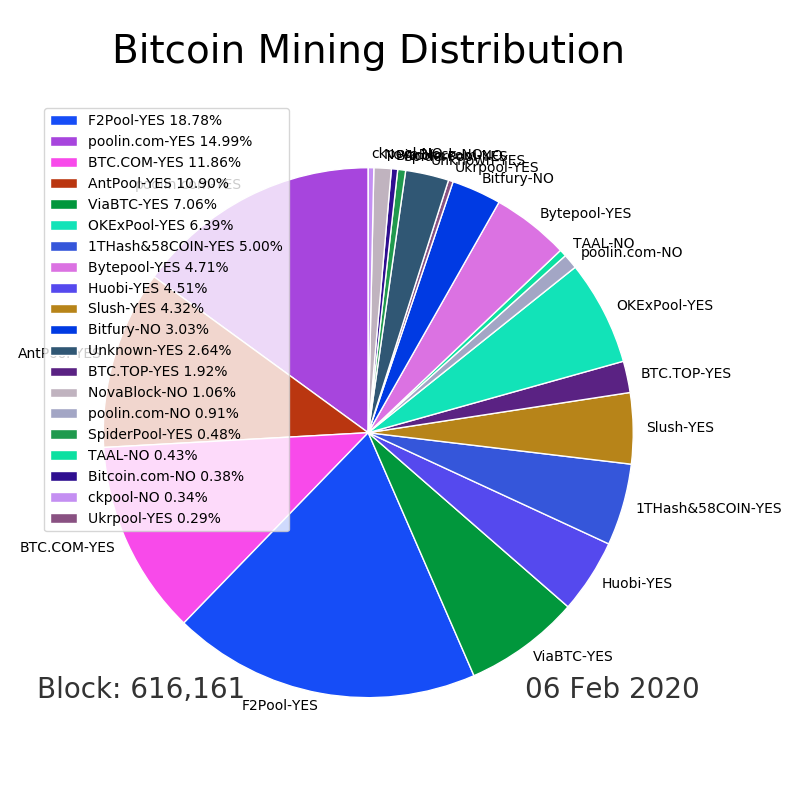 Bitcoin Mining Distribution
F2Pool-YES 18.78%
poolin.com-YES 14.99%
BTC.COM-YES 11.86%
AntPool-YES 10.90%
ViaBTC-YES 7.06%
OKExPool-YES 6.39%
1THash&58COIN-YES 5.00%
Bytepool-YES 4.71%
Huobi-YES 4.51%
Slush-YES 4.32%
Bitfury-NO 3.03%
Unknown-YES 2.64%
BTC.TOP-YES 1.92%
NovaBlock-NO 1.06%
poolin.com-NO 0.91%
SpiderPool-YES 0.48%
TAAL-NO 0.43%
Bitcoin.com-NO 0.38%
ckpool-NO 0.34%
Ukrpool-YES 0.29%
ckpool-NO
Unknown-YES
Ukrpool-YES
Bitfury-NO
Bytepool-YES
TAAL-NO
poolin.com-NO
OKExPool-YES
BTC.TOP-YES
Slush-YES
1THash&58COIN-YES
Huobi-YES
ViaBTC-YES
F2Pool-YES
BTC.COM-YES
AntPool-YES
Block: 616,161
06 Feb 2020